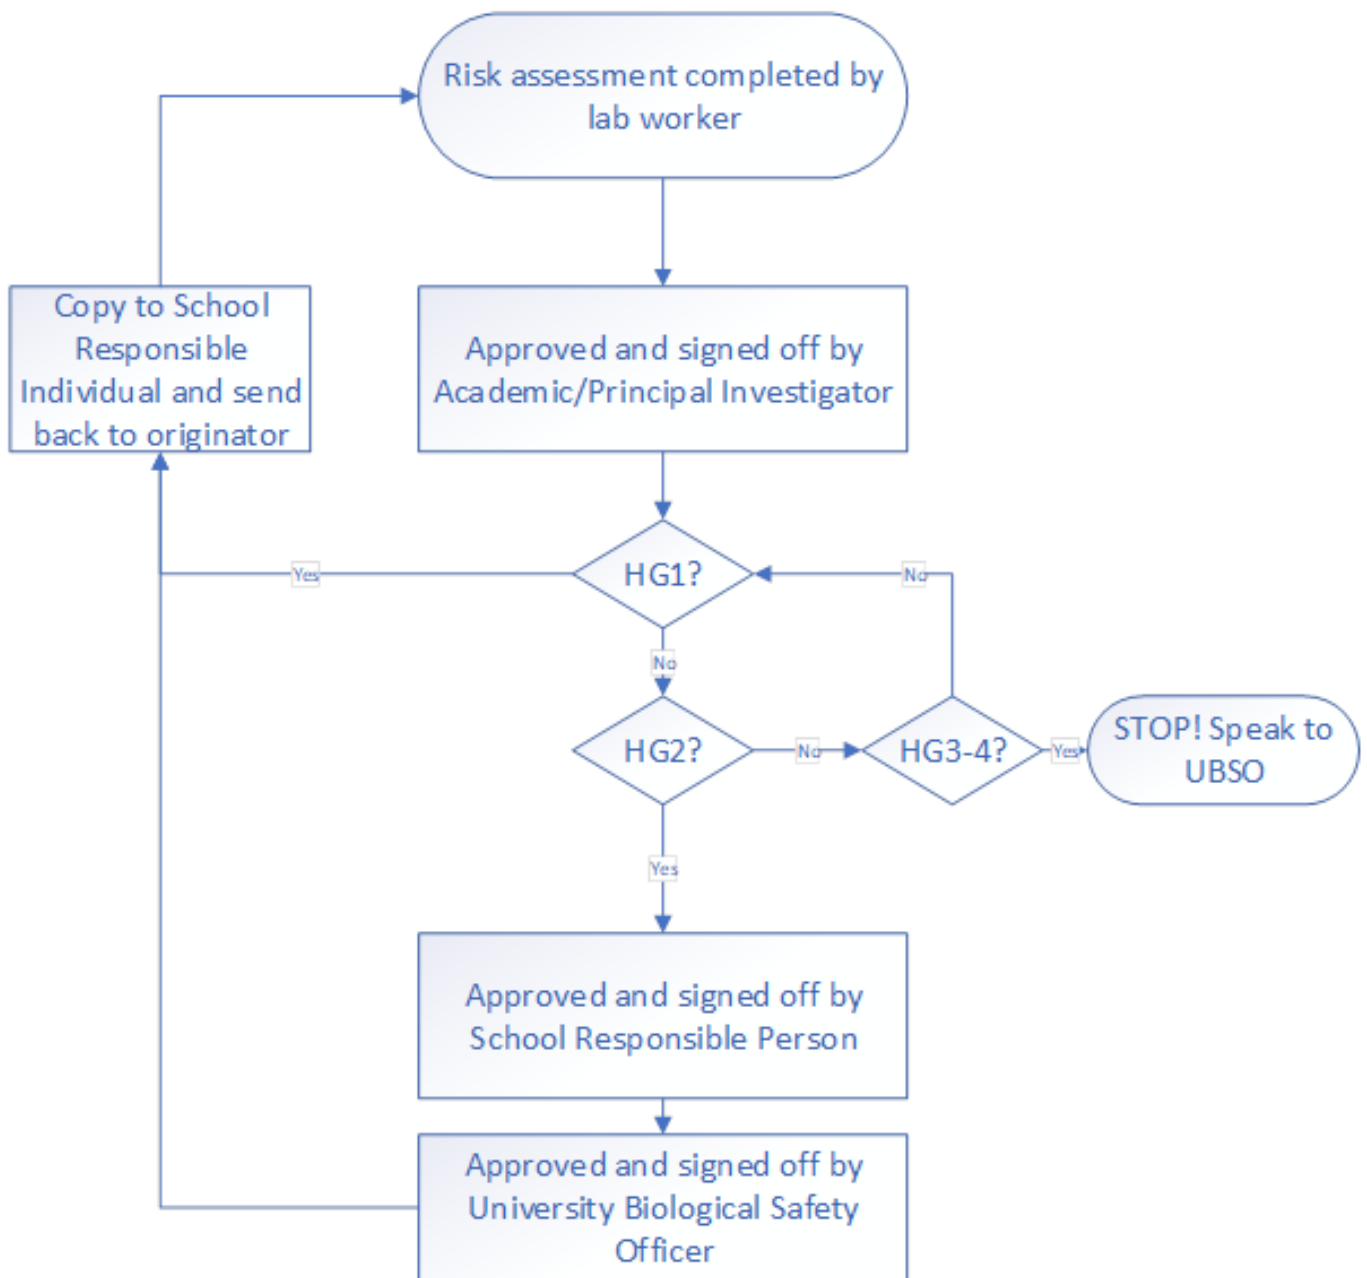 Risk assessment completed by
lab worker
Copy to School
Responsible
Individual and send
back to originator
Approved and signed off by
Academic/Principal Investigator
HG1?
Yes
No
No
HG2?
No
HG3-4?
Yes
STOP! Speak to
UBSO
Yes
Approved and signed off by
School Responsible Person
Approved and signed off by
University Biological Safety
Officer